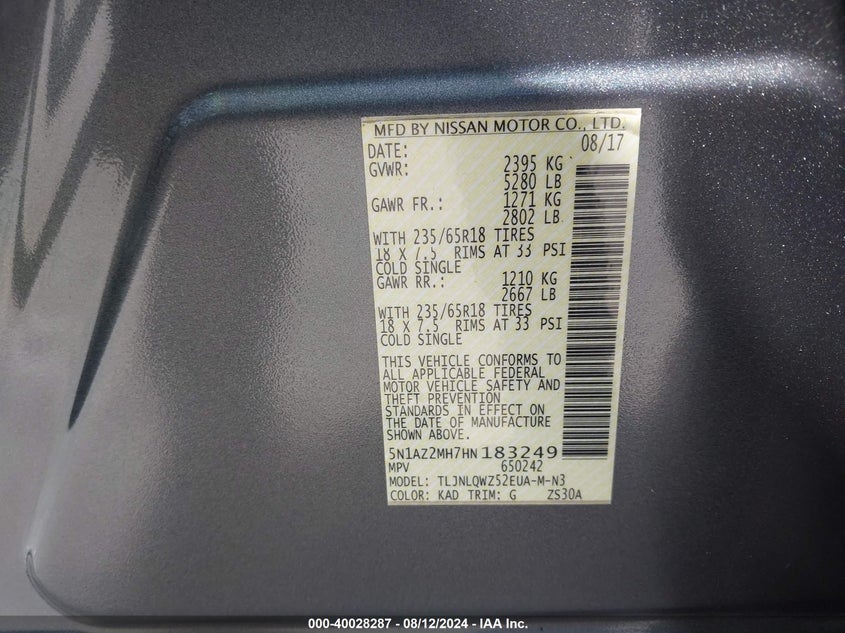 MFD BY NISSAN MOTOR CO., LTD.
DATE: 08/17
GVWR: 2395 KG
5280 LB
GAWR FR.: 1271 KG
2802 LB
WITH 235/65R18 TIRES
18 X 7.5 RIMS AT 33 PSI
COLD SINGLE
GAWR RR.: 1210 KG
2667 LB
WITH 235/65R18 TIRES
18 X 7.5 RIMS AT 33 PSI
COLD SINGLE
THIS VEHICLE CONFORMS TO
ALL APPLICABLE FEDERAL
MOTOR VEHICLE SAFETY AND
THEFT PREVENTION
STANDARDS IN EFFECT ON
THE DATE OF MANUFACTURE
SHOWN ABOVE.
5N1AZ2MH7HN183249
MPV 650242
MODEL: TLJNLQWZ52EUA-M-N3
COLOR: KAD TRIM: G ZS30A
000-40028287 - 08/12/2024 - IAA Inc.